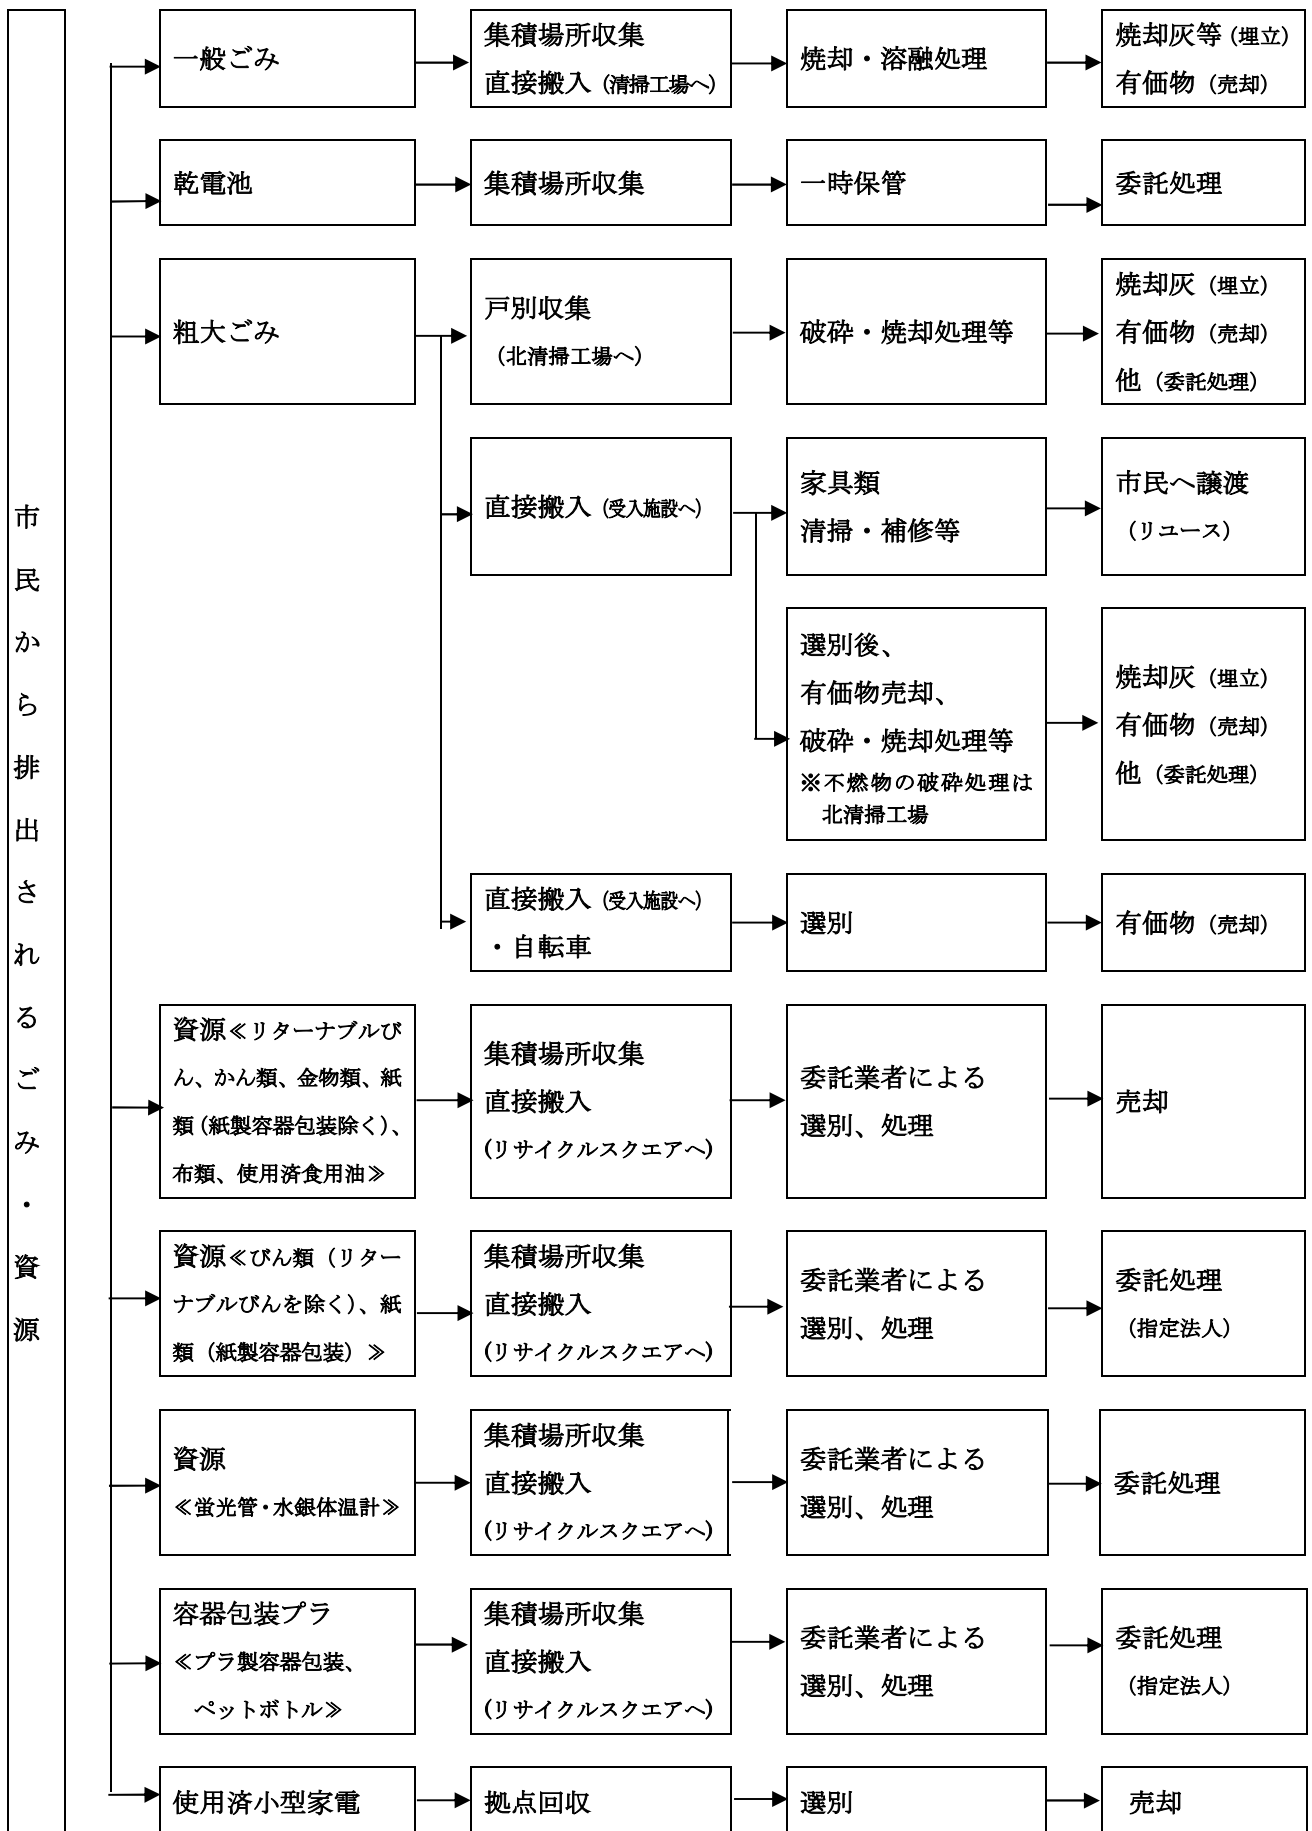 市民から排出されるごみ・資源
一般ごみ
集積場所収集
直接搬入（清掃工場へ）
焼却・溶融処理
焼却灰等（埋立）
有価物（売却）
乾電池
集積場所収集
一時保管
委託処理
粗大ごみ
戸別収集
（北清掃工場へ）
破砕・焼却処理等
焼却灰（埋立）
有価物（売却）
他（委託処理）
直接搬入（受入施設へ）
家具類
清掃・補修等
市民へ譲渡
（リユース）
選別後、
有価物売却、
破砕・焼却処理等
※不燃物の破砕処理は
北清掃工場
焼却灰（埋立）
有価物（売却）
他（委託処理）
直接搬入（受入施設へ）
・自転車
選別
有価物（売却）
資源≪リターナブルび
ん、かん類、金物類、紙
類（紙製容器包装除く）、
布類、使用済食用油≫
集積場所収集
直接搬入
(リサイクルスクエアへ)
委託業者による
選別、処理
売却
資源≪びん類（リター
ナブルびんを除く）、紙
類（紙製容器包装）≫
集積場所収集
直接搬入
(リサイクルスクエアへ)
委託業者による
選別、処理
委託処理
（指定法人）
資源
≪蛍光管・水銀体温計≫
集積場所収集
直接搬入
(リサイクルスクエアへ)
委託業者による
選別、処理
委託処理
容器包装プラ
≪プラ製容器包装、
ペットボトル≫
集積場所収集
直接搬入
(リサイクルスクエアへ)
委託業者による
選別、処理
委託処理
（指定法人）
使用済小型家電
拠点回収
選別
売却